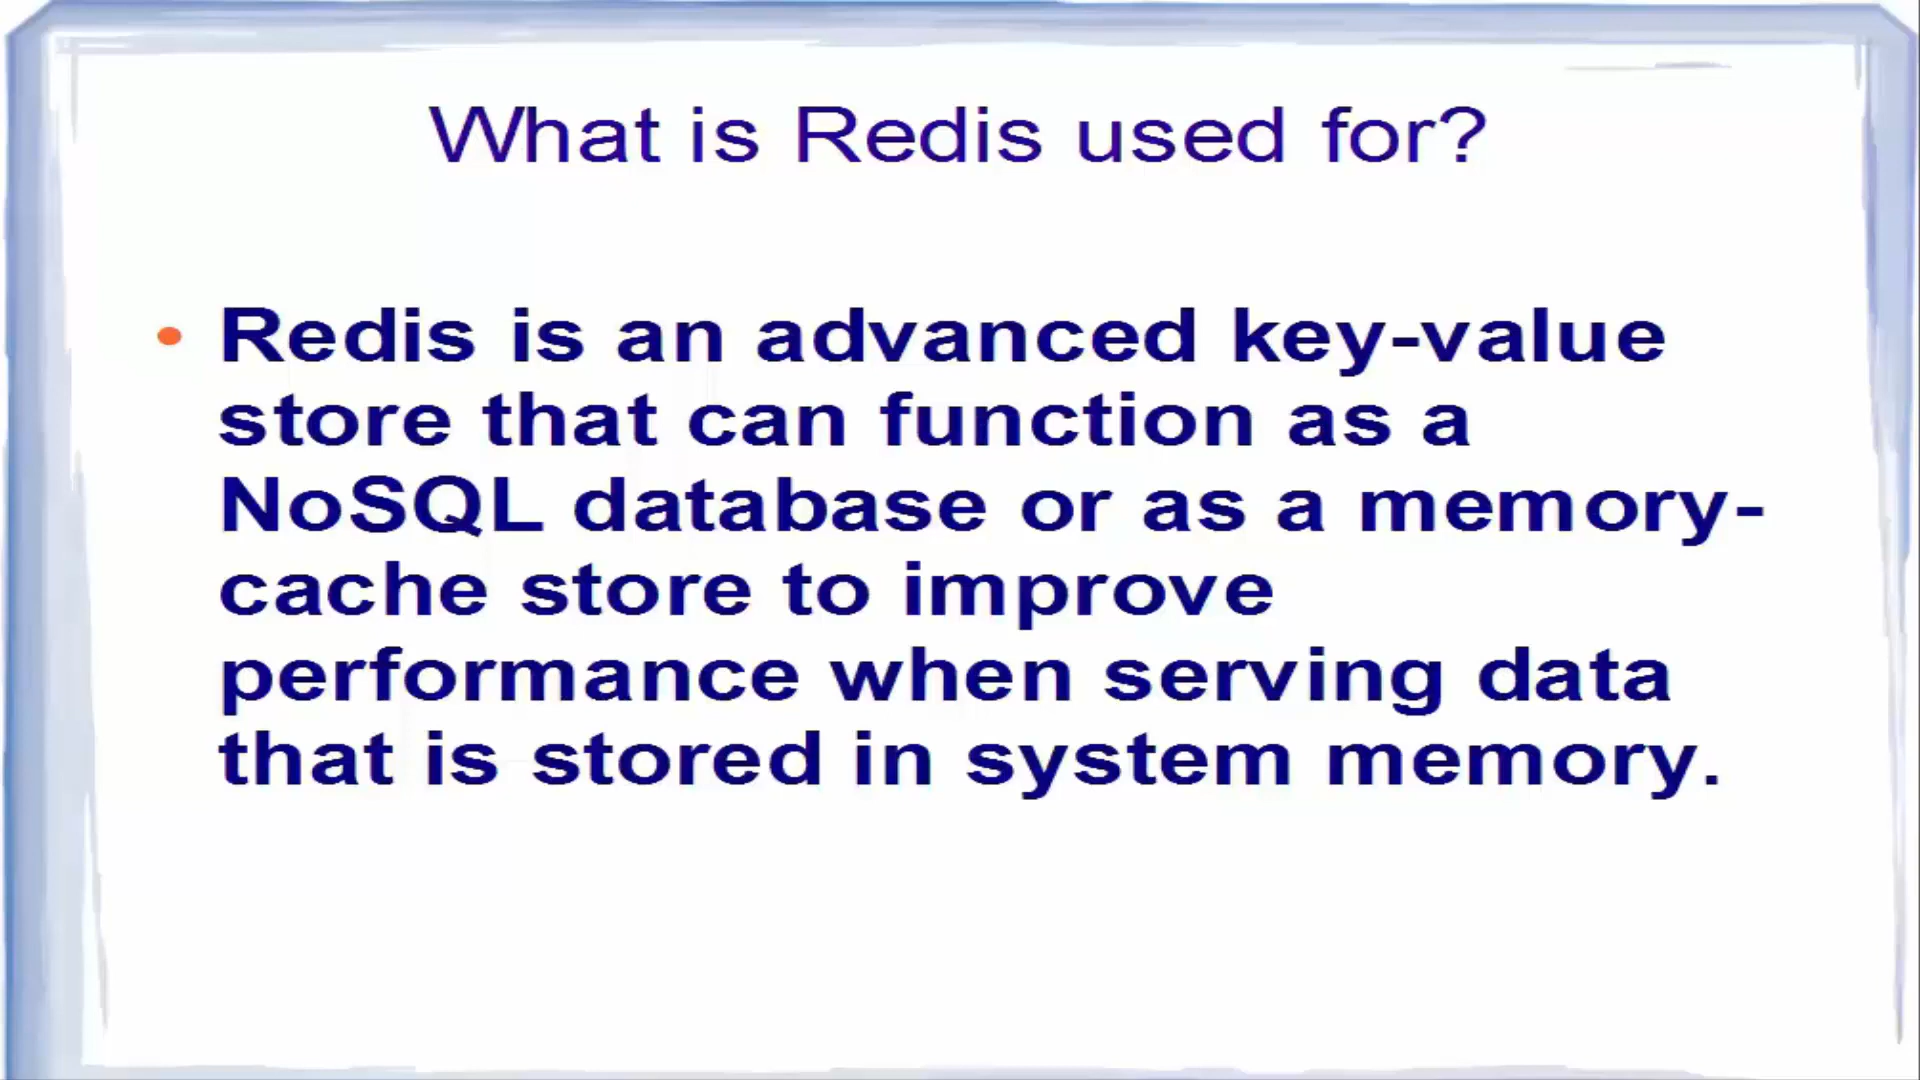 What is Redis used for?
• Redis is an advanced key-value
store that can function as a
NoSQL database or as a memory-
cache store to improve
performance when serving data
that is stored in system memory.